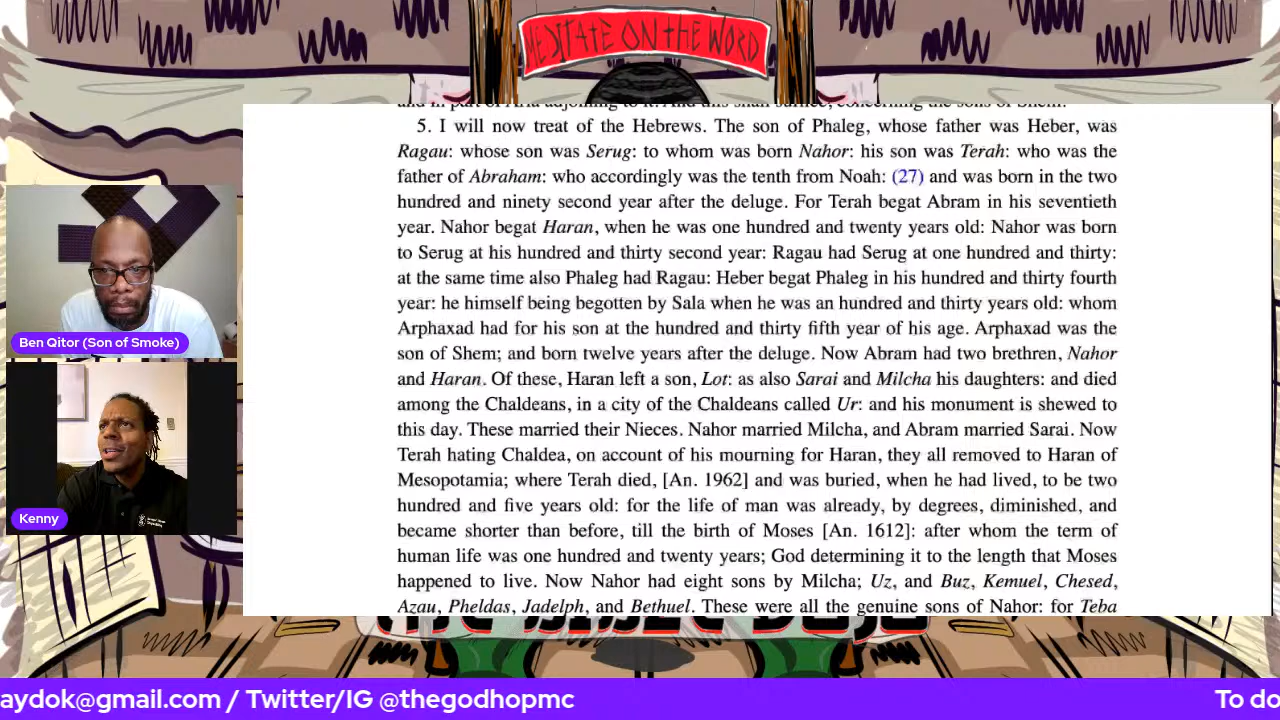 MEDITATE ON THE WORD
and in part of Aria adjoining to it. And this shall suffice, concerning the sons of Shem.
5. I will now treat of the Hebrews. The son of Phaleg, whose father was Heber, was
Ragau: whose son was Serug: to whom was born Nahor: his son was Terah: who was the
father of Abraham: who accordingly was the tenth from Noah: (27) and was born in the two
hundred and ninety second year after the deluge. For Terah begat Abram in his seventieth
year. Nahor begat Haran, when he was one hundred and twenty years old: Nahor was born
to Serug at his hundred and thirty second year: Ragau had Serug at one hundred and thirty:
at the same time also Phaleg had Ragau: Heber begat Phaleg in his hundred and thirty fourth
year: he himself being begotten by Sala when he was an hundred and thirty years old: whom
Arphaxad had for his son at the hundred and thirty fifth year of his age. Arphaxad was the
son of Shem; and born twelve years after the deluge. Now Abram had two brethren, Nahor
and Haran. Of these, Haran left a son, Lot: as also Sarai and Milcha his daughters: and died
among the Chaldeans, in a city of the Chaldeans called Ur: and his monument is shewed to
this day. These married their Nieces. Nahor married Milcha, and Abram married Sarai. Now
Terah hating Chaldea, on account of his mourning for Haran, they all removed to Haran of
Mesopotamia; where Terah died, [An. 1962] and was buried, when he had lived, to be two
hundred and five years old: for the life of man was already, by degrees, diminished, and
became shorter than before, till the birth of Moses [An. 1612]: after whom the term of
human life was one hundred and twenty years; God determining it to the length that Moses
happened to live. Now Nahor had eight sons by Milcha; Uz, and Buz, Kemuel, Chesed,
Azau, Pheldas, Jadelph, and Bethuel. These were all the genuine sons of Nahor: for Teba
Ben Qitor (Son of Smoke)
Kenny
aydok@gmail.com / Twitter/IG @thegodhopmc
To do